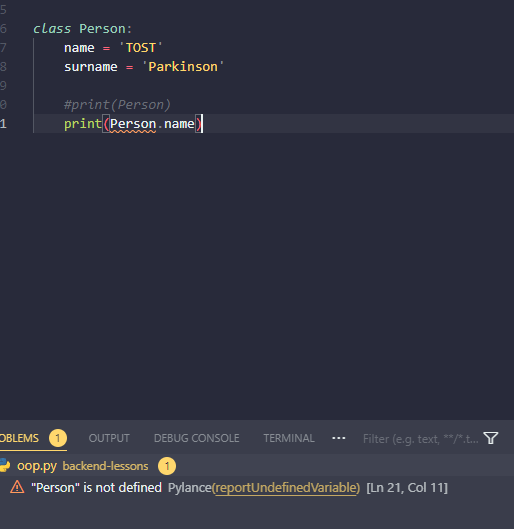 5
6 class Person:
7 name = 'TOST'
8 surname = 'Parkinson'
9
0 #print(Person)
1 print(Person.name)
OBLEMS 1 OUTPUT DEBUG CONSOLE TERMINAL ··· Filter (e.g. text, **/*.t...
oop.py backend-lessons 1
"Person" is not defined Pylance(reportUndefinedVariable) [Ln 21, Col 11]